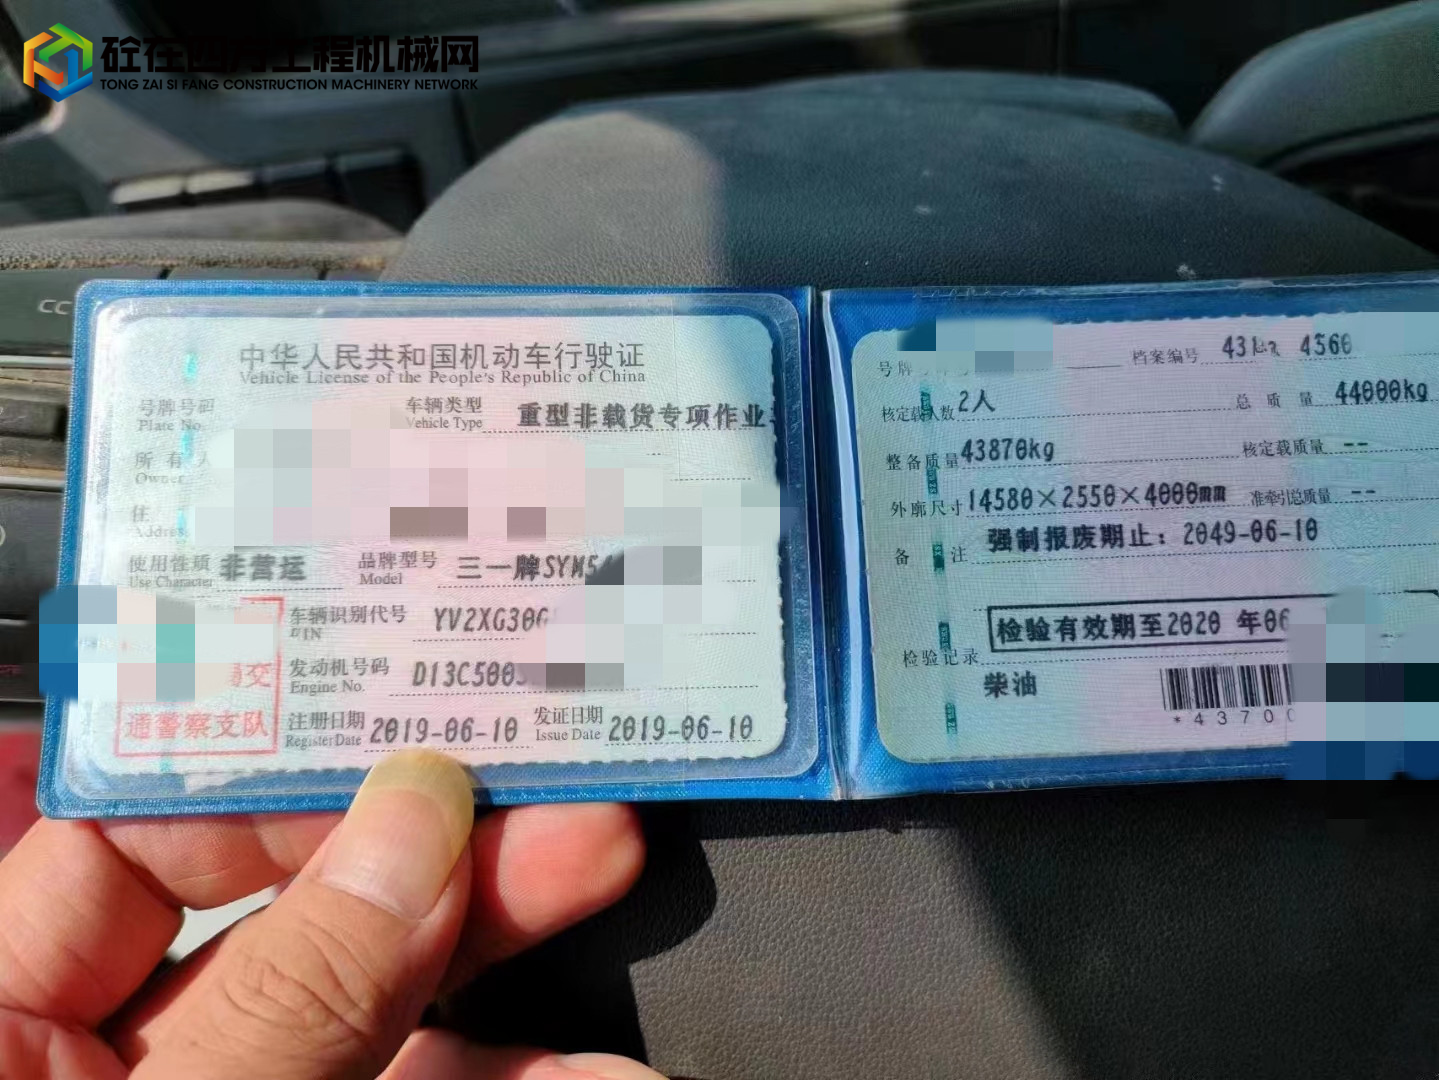 砼在四方工程机械网
TONG ZAI SI FANG CONSTRUCTION MACHINERY NETWORK
CC
中华人民共和国机动车行驶证
Vehicle License of the People's Republic of China
号牌号码
Plate No.
车辆类型 重型非载货专项作业
Vehicle Type
所有人
Owner
住
Address
使用性质 非营运
Use Character
品牌型号 三一牌SYM5
Model
车辆识别代号 YV2XG30G
VIN
发动机号码 D13C500
Engine No.
交
通警察支队
注册日期 2019-06-10
Register Date
发证日期 2019-06-10
Issue Date
号牌
档案编号 431 4560
核定载人数 2人
总质量 44000kg
整备质量 43870kg
核定载质量 --
外廓尺寸 14580×2550×4000mm
准牵引总质量 --
备注 强制报废期止：2049-06-10
检验记录 检验有效期至2020 年06
柴油
*43700